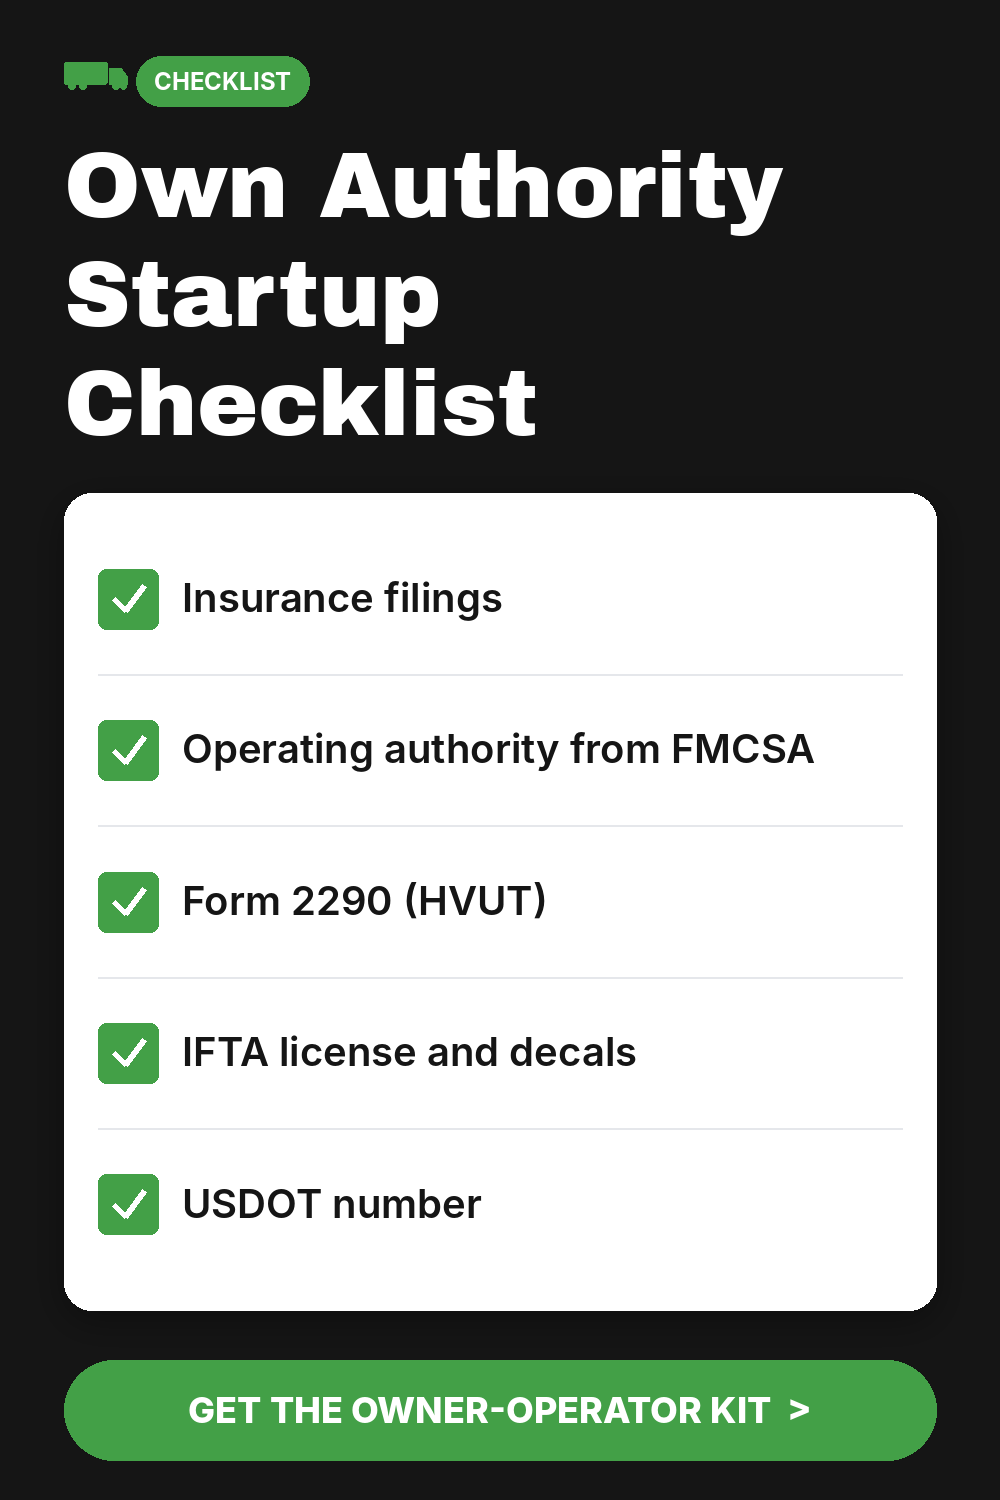 CHECKLIST
Own Authority
Startup
Checklist
Insurance filings
Operating authority from FMCSA
Form 2290 (HVUT)
IFTA license and decals
USDOT number
GET THE OWNER-OPERATOR KIT >